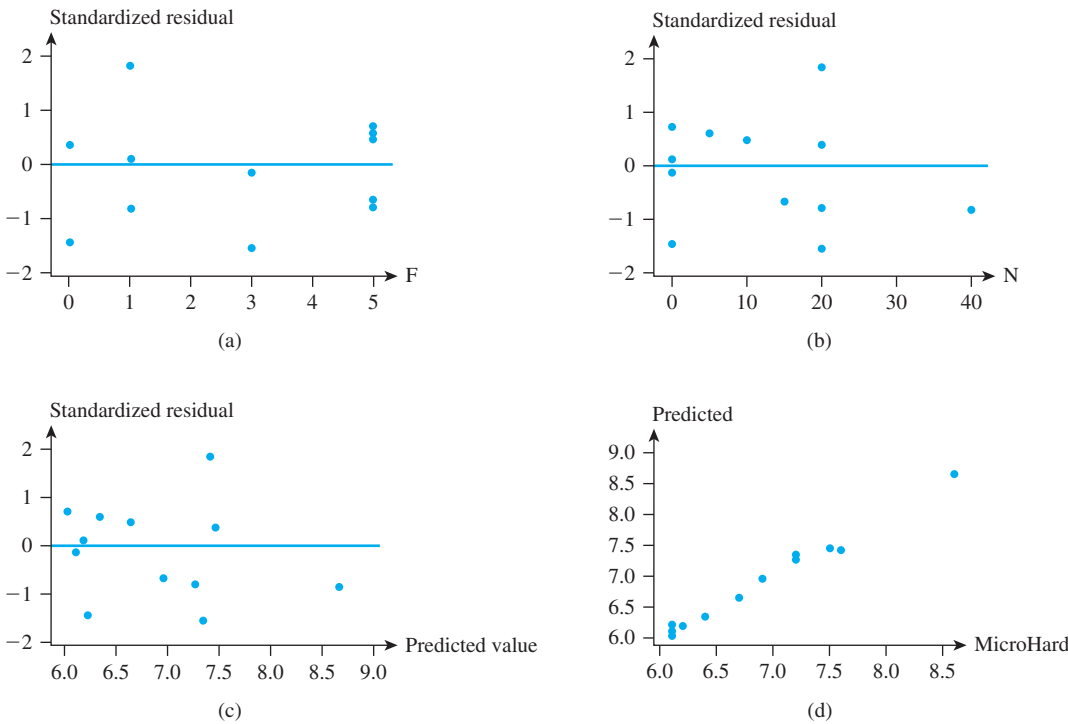 Standardized residual
2
1
0
−1
−2
0 1 2 3 4 5
F
(a)
Standardized residual
2
1
0
−1
−2
0 10 20 30 40
N
(b)
Standardized residual
2
1
0
−1
−2
6.0 6.5 7.0 7.5 8.0 8.5 9.0
Predicted value
(c)
Predicted
9.0
8.5
8.0
7.5
7.0
6.5
6.0
6.0 6.5 7.0 7.5 8.0 8.5
MicroHard
(d)